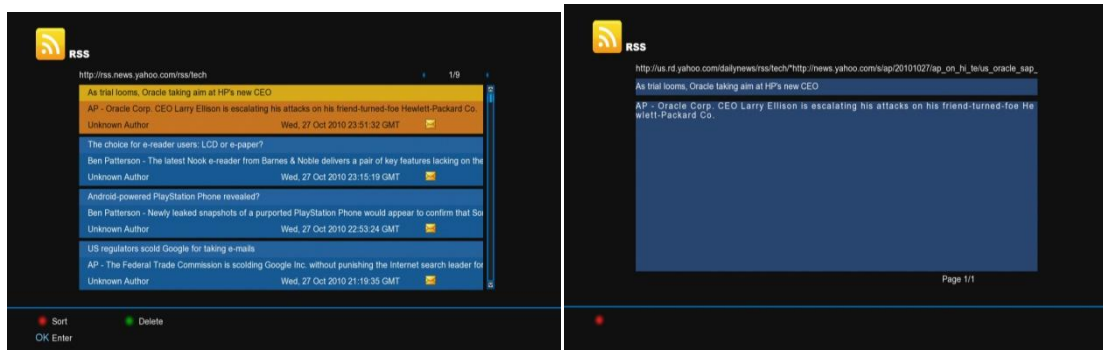 RSS
http://rss.news.yahoo.com/rss/tech
1/9
As trial looms, Oracle taking aim at HP's new CEO
AP - Oracle Corp. CEO Larry Ellison is escalating his attacks on his friend-turned-foe Hewlett-Packard Co.
Unknown Author Wed, 27 Oct 2010 23:51:32 GMT
The choice for e-reader users: LCD or e-paper?
Ben Patterson - The latest Nook e-reader from Barnes & Noble delivers a pair of key features lacking on the
Unknown Author Wed, 27 Oct 2010 23:15:19 GMT
Android-powered PlayStation Phone revealed?
Ben Patterson - Newly leaked snapshots of a purported PlayStation Phone would appear to confirm that So
Unknown Author Wed, 27 Oct 2010 22:53:24 GMT
US regulators scold Google for taking e-mails
AP - The Federal Trade Commission is scolding Google Inc. without punishing the Internet search leader for
Unknown Author Wed, 27 Oct 2010 21:19:35 GMT
Sort Delete
OK Enter
RSS
http://us.rd.yahoo.com/dailynews/rss/tech/*http://news.yahoo.com/s/ap/20101027/ap_on_hi_te/us_oracle_sap_
As trial looms, Oracle taking aim at HP's new CEO
AP - Oracle Corp. CEO Larry Ellison is escalating his attacks on his friend-turned-foe He
wlett-Packard Co.
Page 1/1